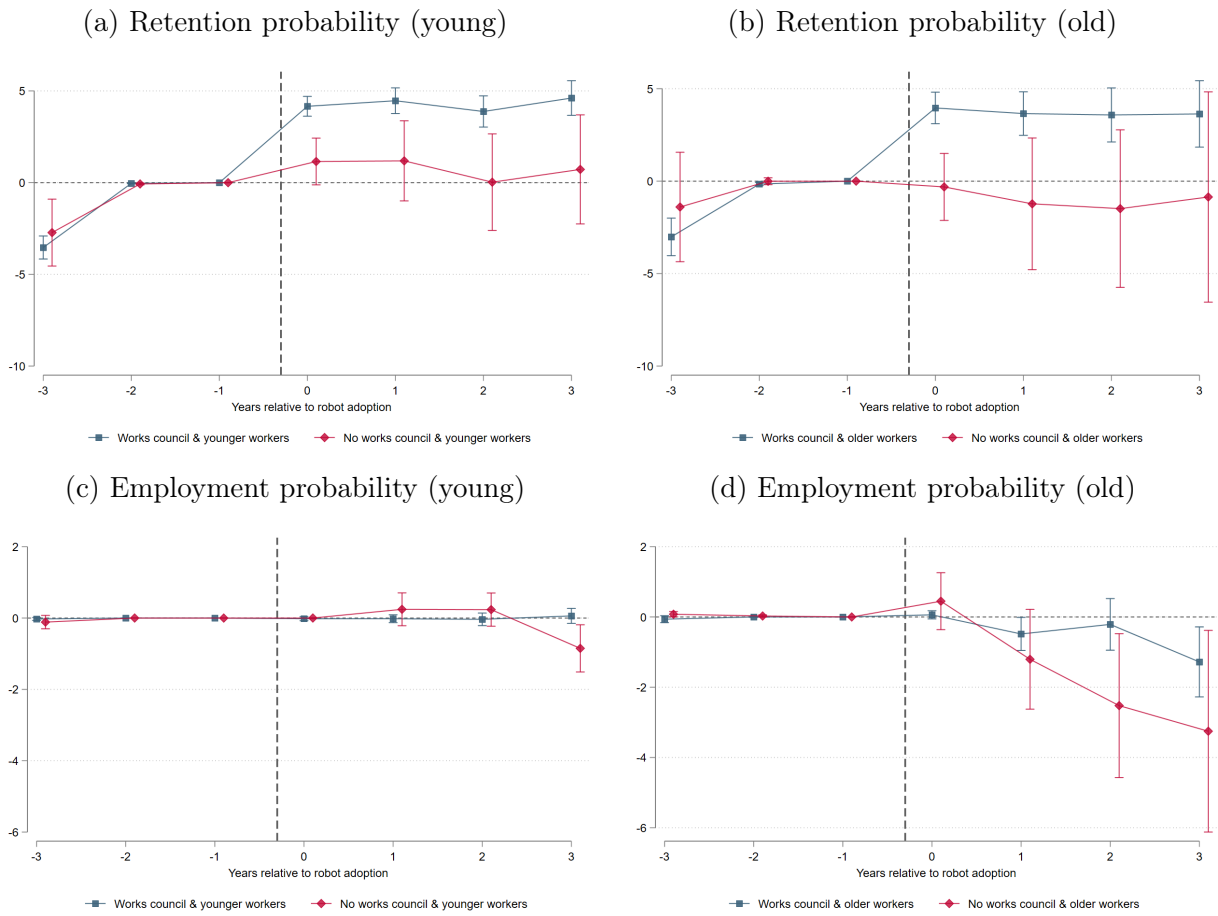 (a) Retention probability (young)
5
0
-5
-10
-3 -2 -1 0 1 2 3
Years relative to robot adoption
Works council & younger workers No works council & younger workers
(b) Retention probability (old)
5
0
-5
-10
-3 -2 -1 0 1 2 3
Years relative to robot adoption
Works council & older workers No works council & older workers
(c) Employment probability (young)
2
0
-2
-4
-6
-3 -2 -1 0 1 2 3
Years relative to robot adoption
Works council & younger workers No works council & younger workers
(d) Employment probability (old)
2
0
-2
-4
-6
-3 -2 -1 0 1 2 3
Years relative to robot adoption
Works council & older workers No works council & older workers